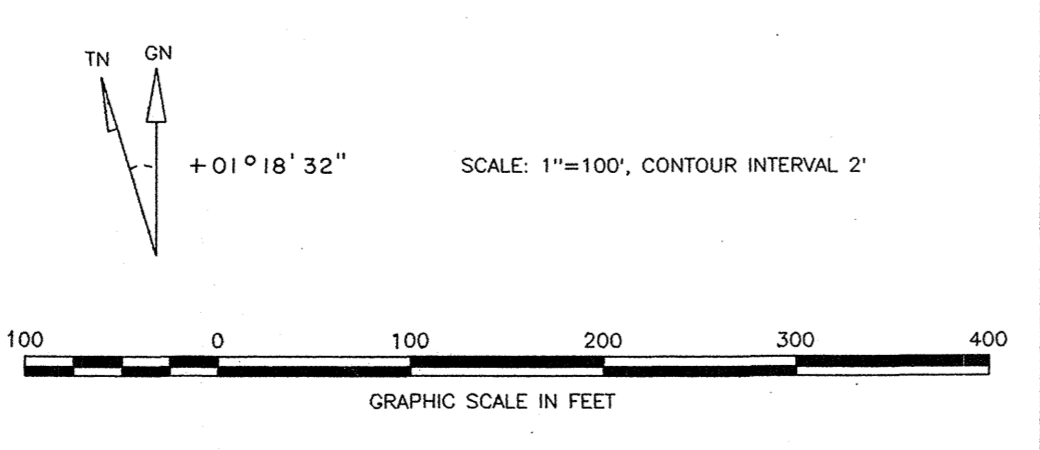 TN GN
+01°18'32"
SCALE: 1"=100', CONTOUR INTERVAL 2'
100 0 100 200 300 400
GRAPHIC SCALE IN FEET